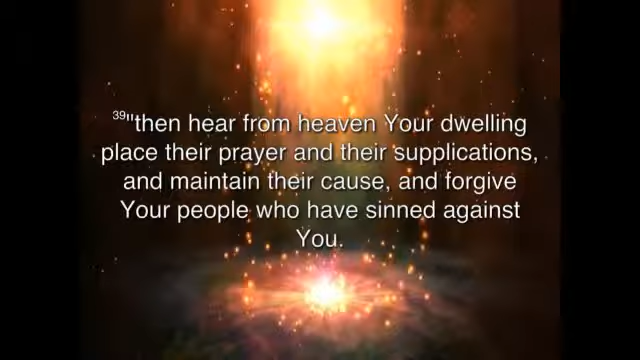 39"then hear from heaven Your dwelling
place their prayer and their supplications,
and maintain their cause, and forgive
Your people who have sinned against
You.